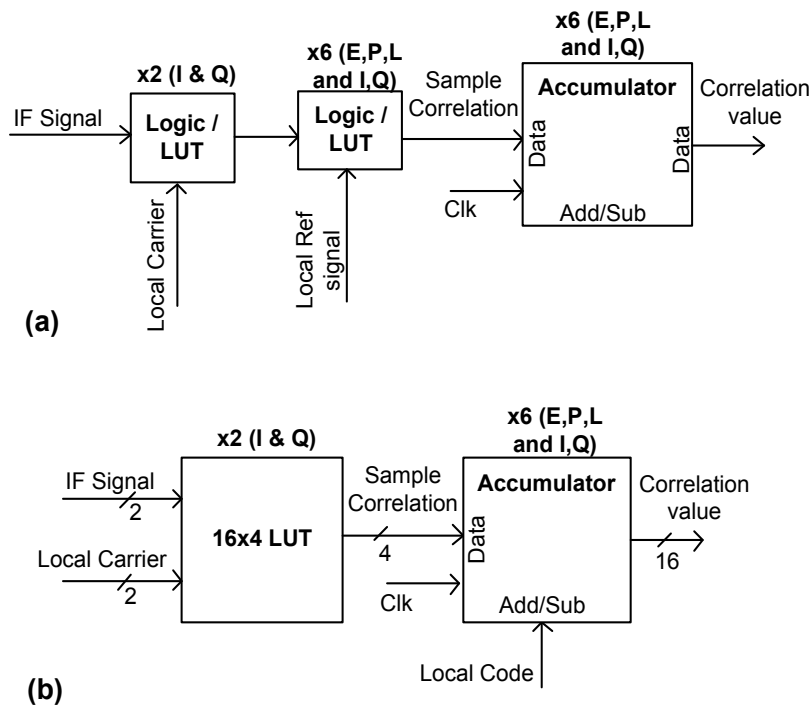 x6 (E,P,L
and I,Q)
x2 (I & Q)
x6 (E,P,L
and I,Q)
Sample
Correlation
Accumulator
Correlation
value
IF Signal
Logic /
LUT
Logic /
LUT
Data
Data
Clk
Add/Sub
Local Carrier
Local Ref
signal
(a)
x6 (E,P,L
and I,Q)
x2 (I & Q)
IF Signal
2
Sample
Correlation
Accumulator
Correlation
value
16x4 LUT
Data
4
16
Local Carrier
2
Clk
Add/Sub
Local Code
(b)